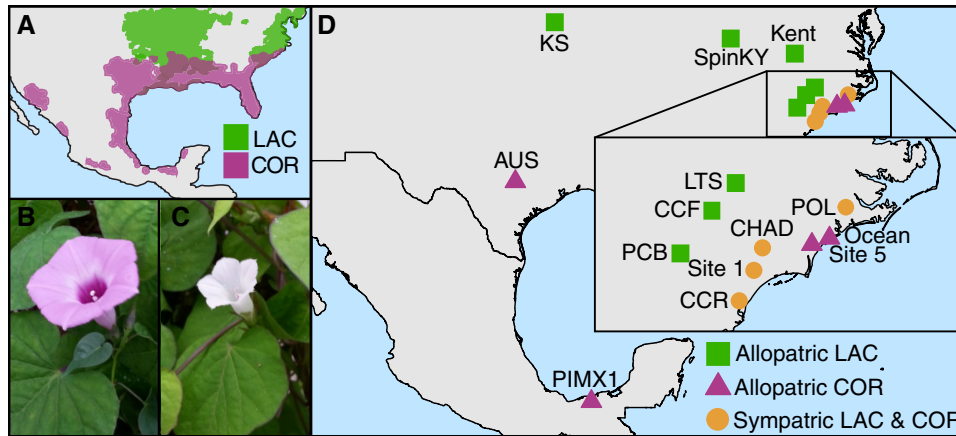 A
LAC
COR
B
C
D
KS
SpinKY
Kent
AUS
PIMX1
LTS
CCF
PCB
CHAD
POL
Site 1
Ocean
Site 5
CCR
Allopatric LAC
Allopatric COR
Sympatric LAC & COR